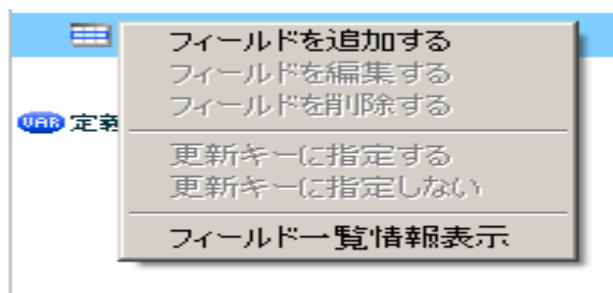 フィールドを追加する
フィールドを編集する
フィールドを削除する
VAR 定義
更新キーに指定する
更新キーに指定しない
フィールド一覧情報表示